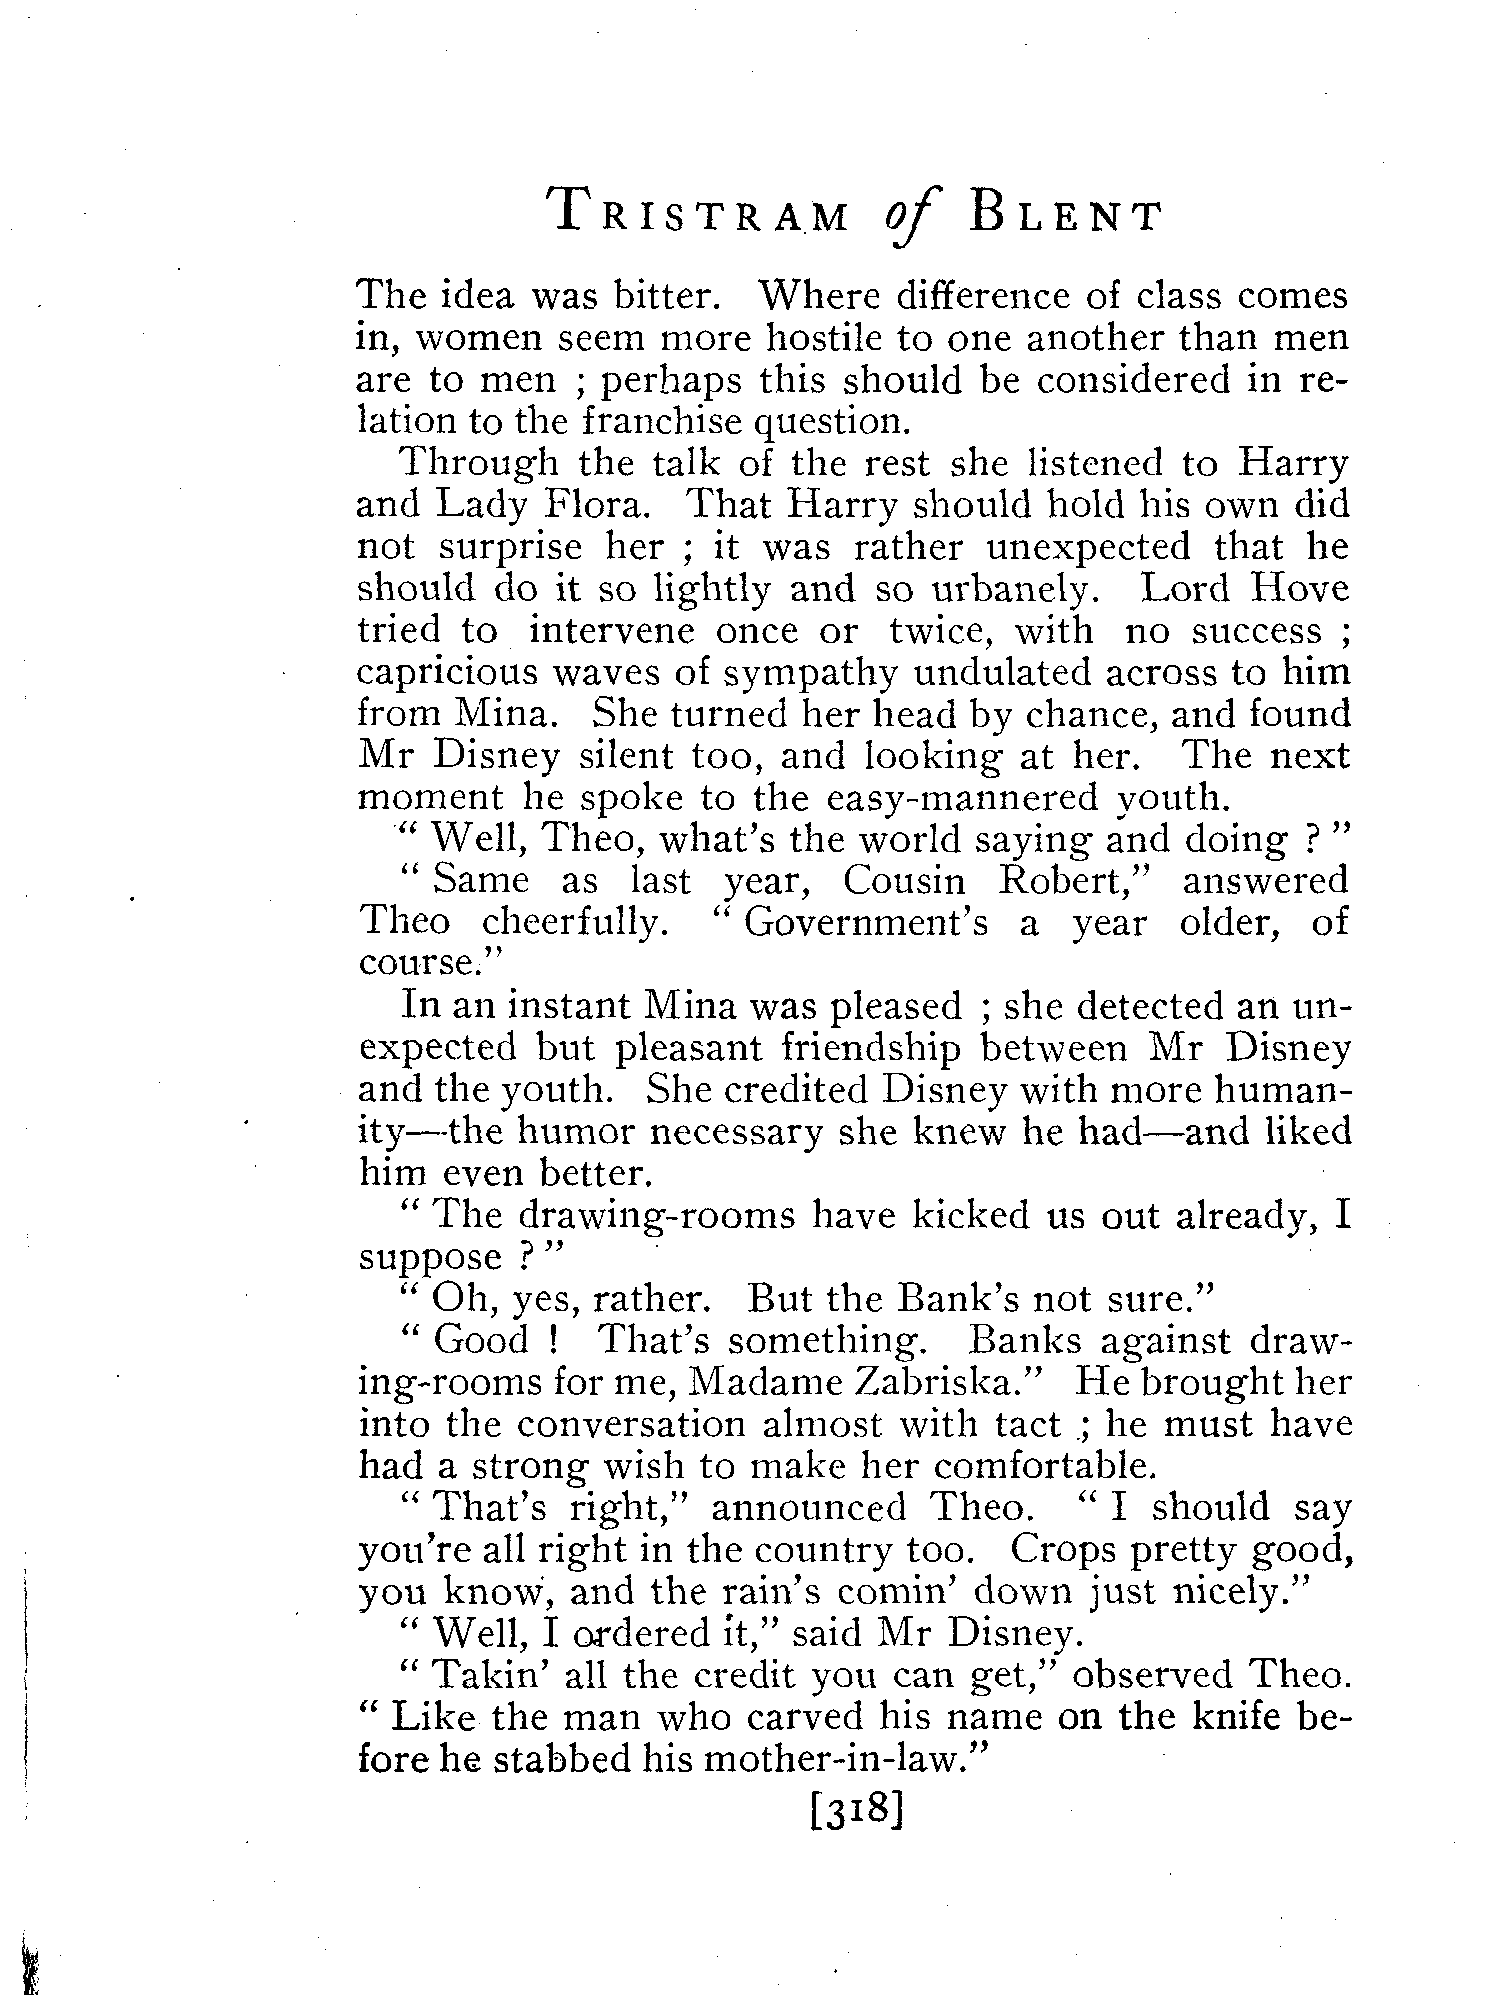 TRISTRAM of BLENT
The idea was bitter. Where difference of class comes
in, women seem more hostile to one another than men
are to men ; perhaps this should be considered in re-
lation to the franchise question.
Through the talk of the rest she listened to Harry
and Lady Flora. That Harry should hold his own did
not surprise her ; it was rather unexpected that he
should do it so lightly and so urbanely. Lord Hove
tried to intervene once or twice, with no success ;
capricious waves of sympathy undulated across to him
from Mina. She turned her head by chance, and found
Mr Disney silent too, and looking at her. The next
moment he spoke to the easy-mannered youth.
“ Well, Theo, what's the world saying and doing ? ”
“ Same as last year, Cousin Robert,” answered
Theo cheerfully. “ Government's a year older, of
course.”
In an instant Mina was pleased ; she detected an un-
expected but pleasant friendship between Mr Disney
and the youth. She credited Disney with more human-
ity—the humor necessary she knew he had—and liked
him even better.
“ The drawing-rooms have kicked us out already, I
suppose ? ”
“ Oh, yes, rather. But the Bank's not sure.”
“ Good ! That's something. Banks against draw-
ing-rooms for me, Madame Zabriska.” He brought her
into the conversation almost with tact ; he must have
had a strong wish to make her comfortable.
“ That's right,” announced Theo. “ I should say
you're all right in the country too. Crops pretty good,
you know, and the rain's comin' down just nicely.”
“ Well, I ordered it,” said Mr Disney.
“ Takin' all the credit you can get,” observed Theo.
“ Like the man who carved his name on the knife be-
fore he stabbed his mother-in-law.”
[318]